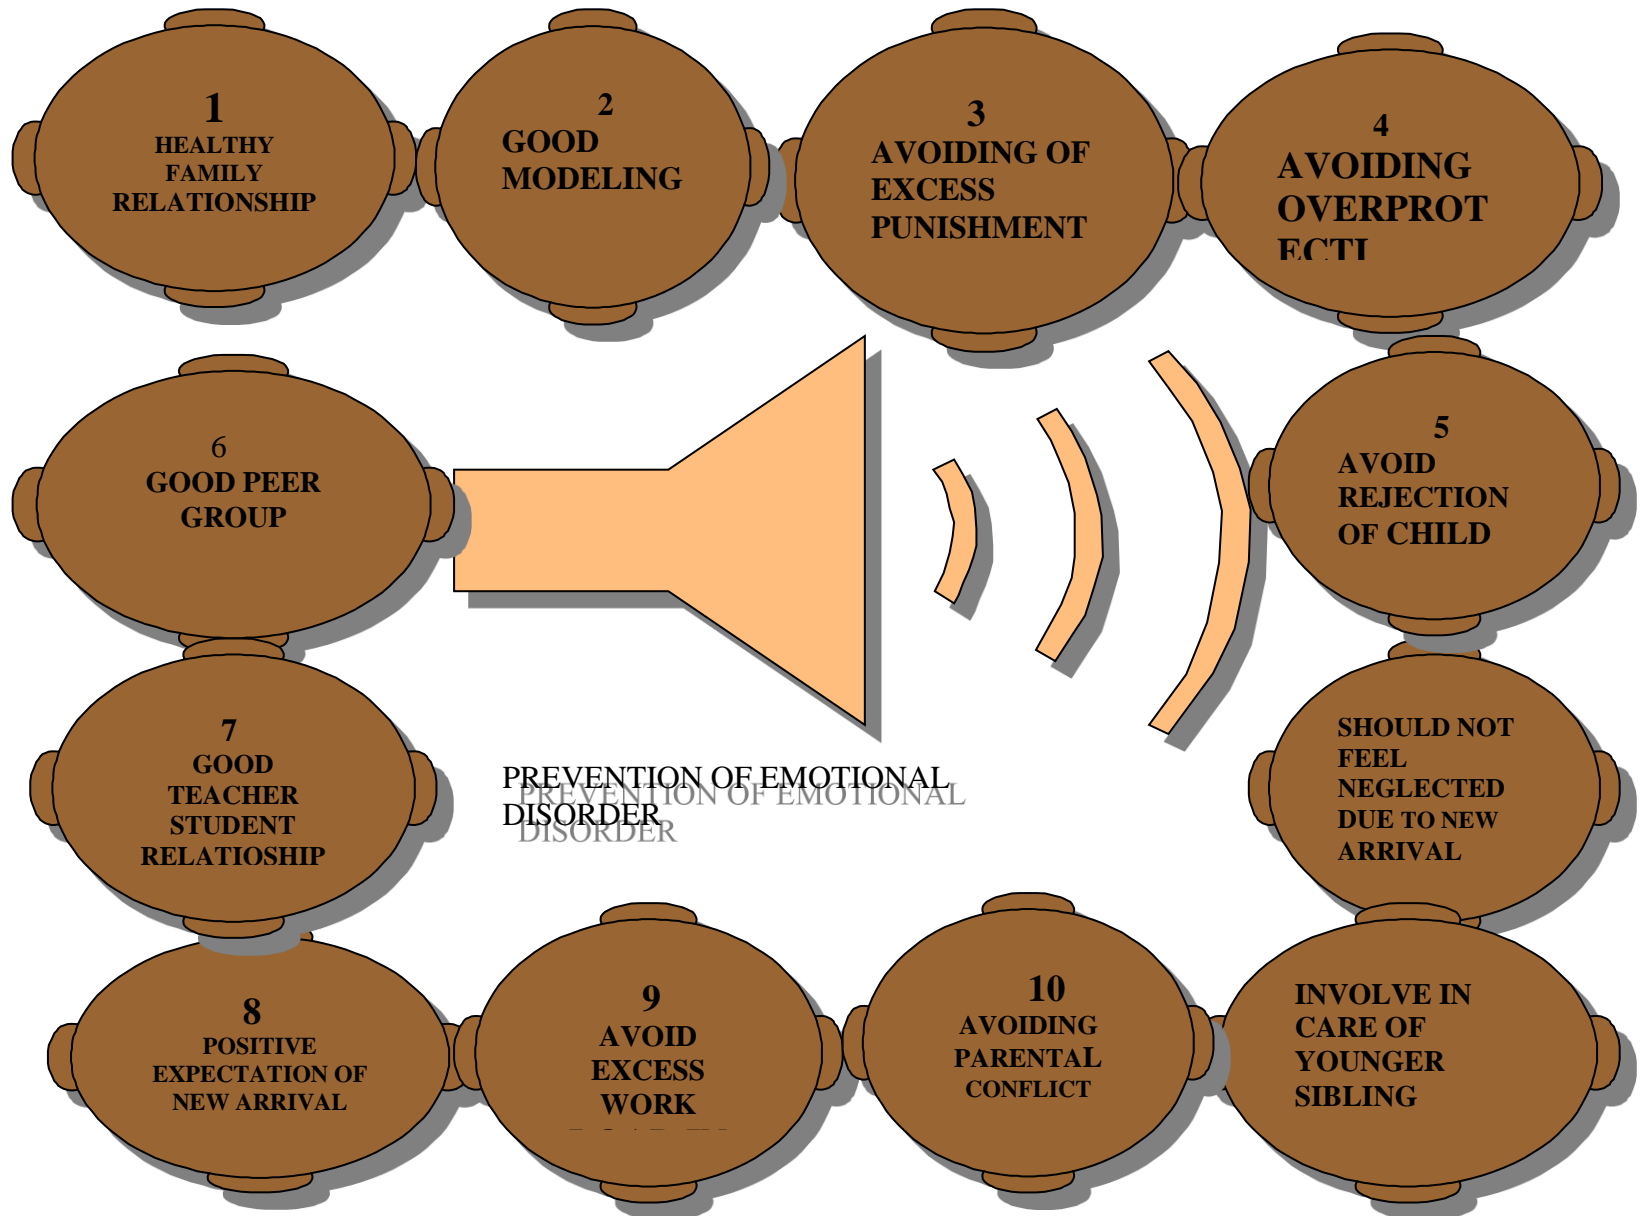 1
HEALTHY
FAMILY
RELATIONSHIP
2
GOOD
MODELING
3
AVOIDING OF
EXCESS
PUNISHMENT
4
AVOIDING
OVERPROT
ECTI
5
AVOID
REJECTION
OF CHILD
6
GOOD PEER
GROUP
7
GOOD
TEACHER
STUDENT
RELATIOSHIP
SHOULD NOT
FEEL
NEGLECTED
DUE TO NEW
ARRIVAL
PREVENTION OF EMOTIONAL
DISORDER
8
POSITIVE
EXPECTATION OF
NEW ARRIVAL
9
AVOID
EXCESS
WORK
10
AVOIDING
PARENTAL
CONFLICT
INVOLVE IN
CARE OF
YOUNGER
SIBLING